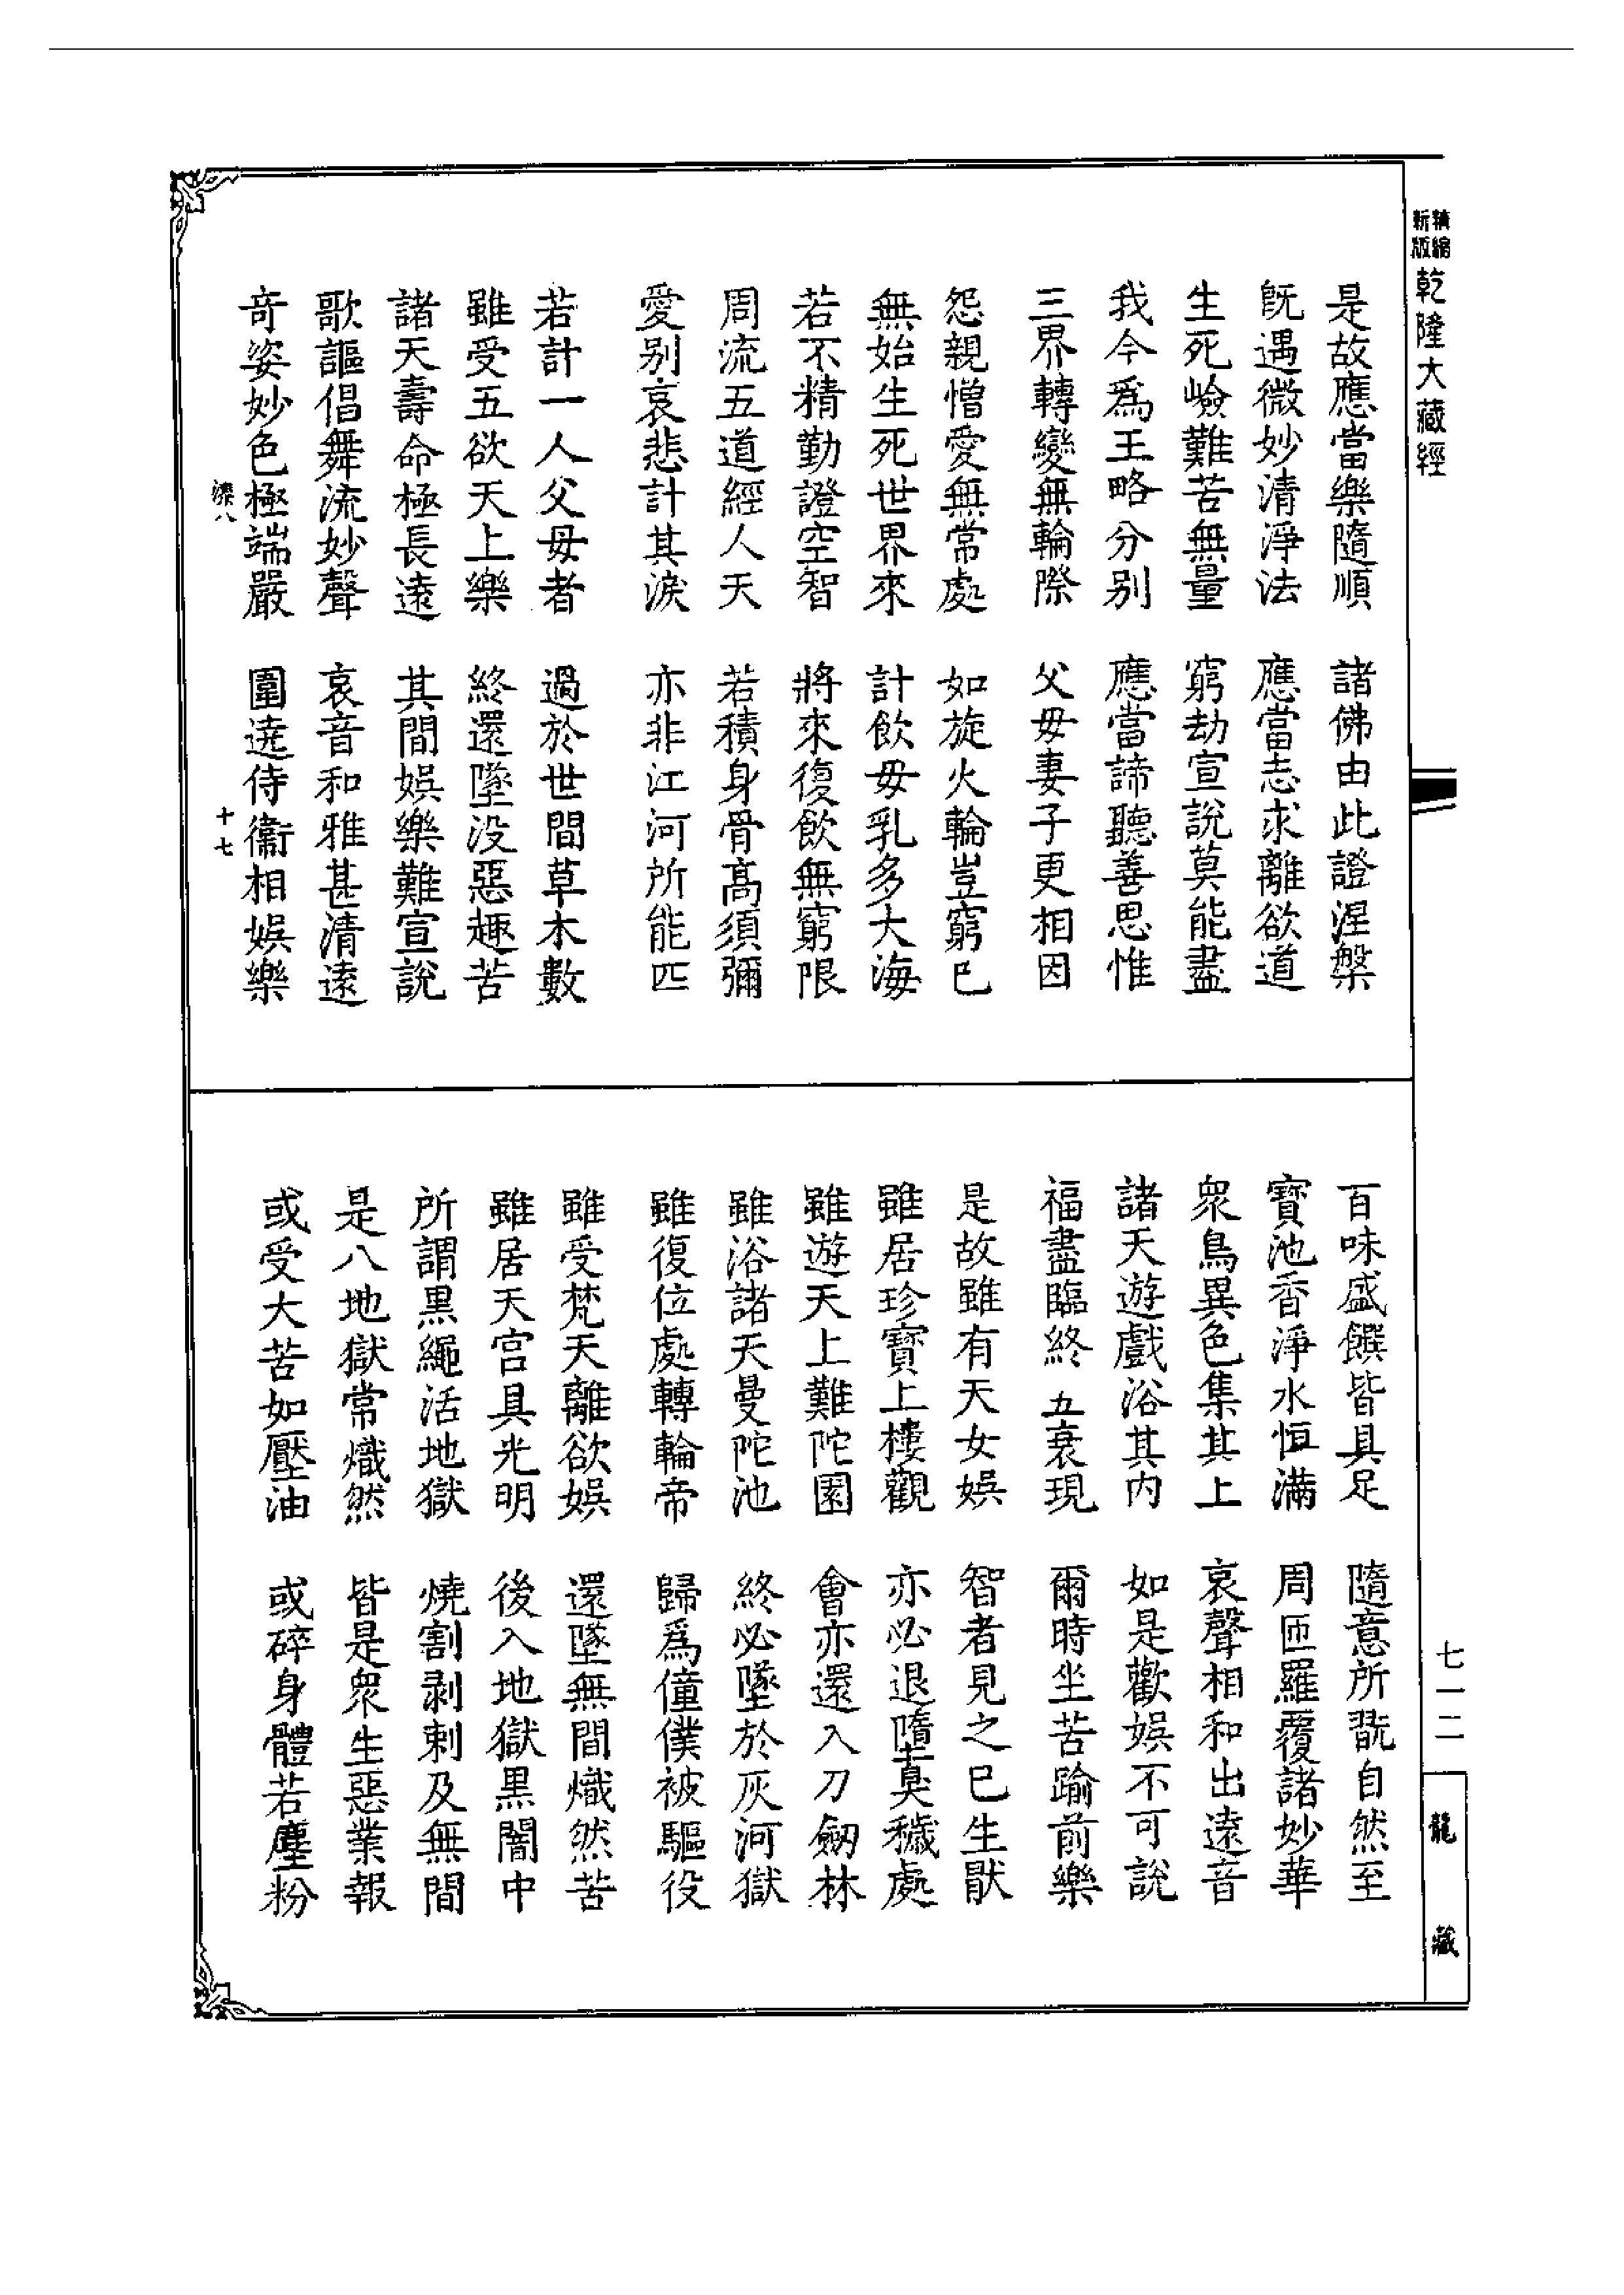 精縮新版 乾隆大藏經
是故應當樂隨順 諸佛由此證涅槃
旣遇微妙清淨法 應當志求離欲道
生死嶮難苦無量 窮劫宣說莫能盡
我今爲王略分别 應當諦聽善思惟
三界轉變無輪際 父毋妻子更相因
怨親憎愛無常處 如旋火輪豈窮已
無始生死世界來 計飲毋乳多大海
若不精勤證空智 將來復飲無窮限
周流五道經人天 若積身骨高須彌
愛别哀悲計其淚 亦非江河所能匹
若計一人父毋者 過於世間草木數
雖受五欲天上樂 終還墜没惡趣苦
諸天壽命極長遠 其間娛樂難宣說
歌謳倡舞流妙聲 哀音和雅甚清遠
奇姿妙色極端嚴 圍遶侍衞相娛樂
漆八 十七
百味盛饌皆具足 隨意所翫自然至
寶池香淨水恒滿 周匝羅覆諸妙華
衆鳥異色集其上 哀聲相和出遠音
諸天遊戲浴其内 如是歡娛不可說
福盡臨終五衰現 爾時坐苦踰前樂
是故雖有天女娛 智者見之已生猒
雖居珍寶上樓觀 亦必退墮臭穢處
雖遊天上難陀園 會亦還入刀劒林
雖浴諸天曼陀池 終必墜於灰河獄
雖復位處轉輪帝 歸爲僮僕被驅役
雖受梵天離欲娛 還墜無間熾然苦
雖居天宫具光明 後入地獄黑闇中
所謂黑繩活地獄 燒割剥刺及無間
是八地獄常熾然 皆是衆生惡業報
或受大苦如壓油 或碎身體若塵粉
七一二
龍藏